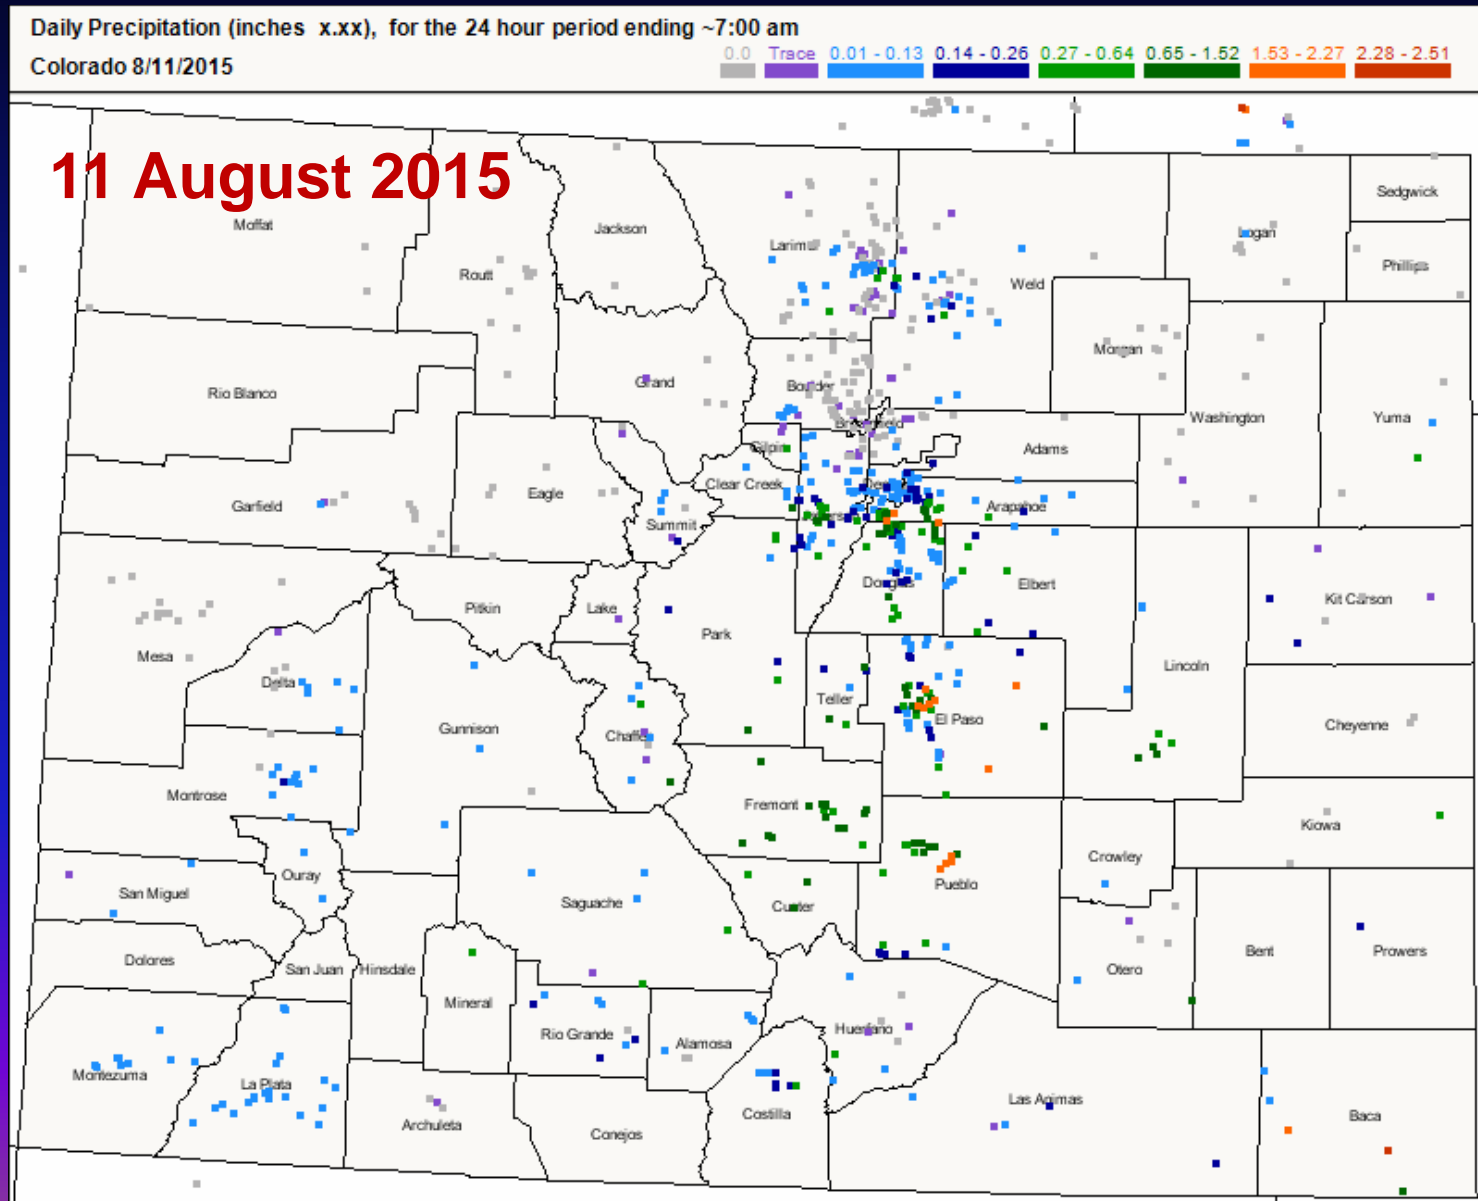 Daily Precipitation (inches x.xx), for the 24 hour period ending ~7:00 am
Colorado 8/11/2015
0.0 Trace 0.01 - 0.13 0.14 - 0.26 0.27 - 0.64 0.65 - 1.52 1.53 - 2.27 2.28 - 2.51
11 August 2015
Sedgwick
Moffat Jackson Larimer Logan
Routt Weld Phillips
Morgan
Rio Blanco Grand Boulder Washington Yuma
Broomfield
Gilpin Adams
Garfield Eagle Clear Creek Denver
Summit Jefferson Arapahoe
Pitkin Lake Douglas Elbert Kit Carson
Mesa Park Lincoln
Delta Teller
Gunnison Chaffee El Paso Cheyenne
Montrose Fremont Kiowa
Ouray Crowley
San Miguel Saguache Custer Pueblo
Dolores San Juan Hinsdale Otero Bent Prowers
Mineral Rio Grande Alamosa Huerfano
Montezuma La Plata Costilla Las Animas Baca
Archuleta Conejos